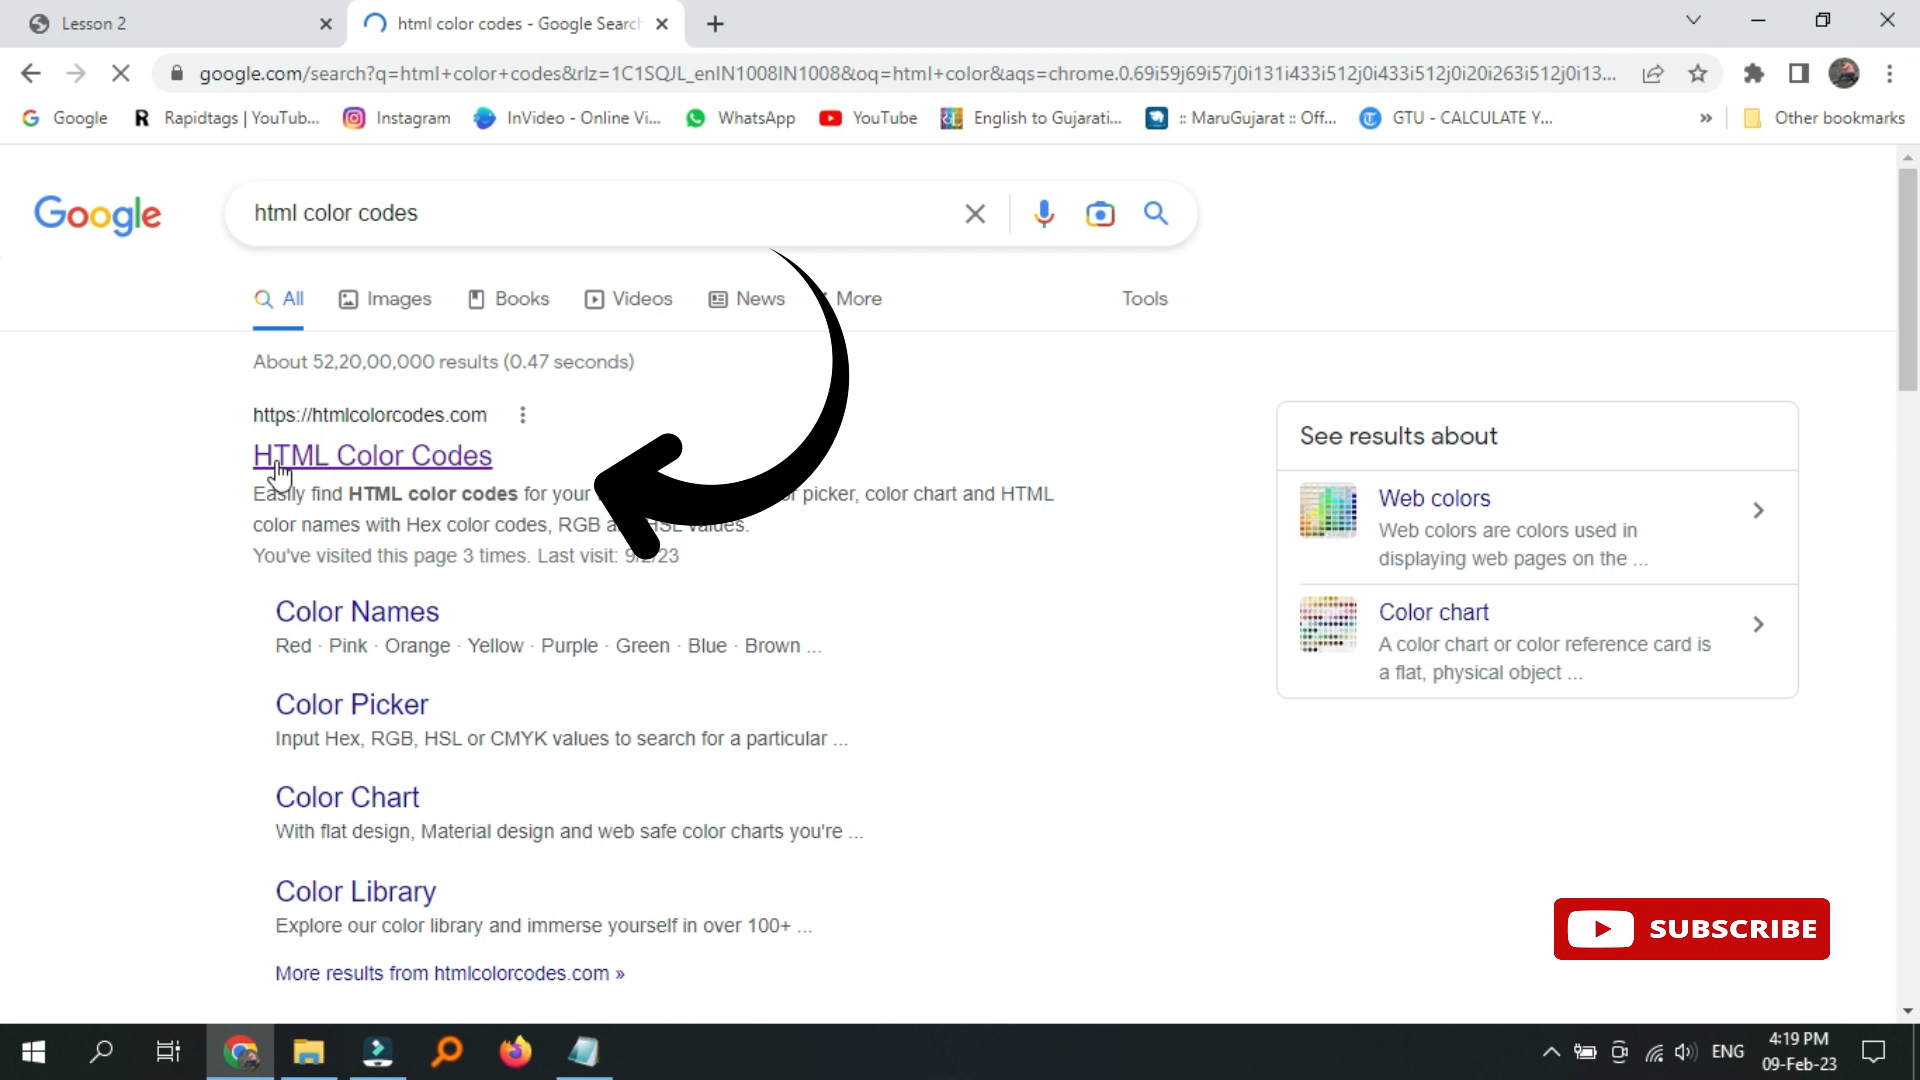 Lesson 2
html color codes - Google Search
google.com/search?q=html+color+codes&rlz=1C1SQJL_enIN1008IN1008&oq=html+color&aqs=chrome.0.69i59j69i57j0i131i433i512j0i433i512j0i20i263i512j0i13...
Google
Rapidtags | YouTub...
Instagram
InVideo - Online Vi...
WhatsApp
YouTube
English to Gujarati...
:: MaruGujarat :: Off...
GTU - CALCULATE Y...
»
Other bookmarks
Google
html color codes
All
Images
Books
Videos
News
More
Tools
About 52,20,00,000 results (0.47 seconds)
https://htmlcolorcodes.com
HTML Color Codes
Easily find HTML color codes for your picker, color chart and HTML
color names with Hex color codes, RGB HSL values.
You've visited this page 3 times. Last visit: 9/2/23
Color Names
Red · Pink · Orange · Yellow · Purple · Green · Blue · Brown ...
Color Picker
Input Hex, RGB, HSL or CMYK values to search for a particular ...
Color Chart
With flat design, Material design and web safe color charts you're ...
Color Library
Explore our color library and immerse yourself in over 100+ ...
More results from htmlcolorcodes.com »
See results about
Web colors
Web colors are colors used in
displaying web pages on the ...
Color chart
A color chart or color reference card is
a flat, physical object ...
SUBSCRIBE
ENG
4:19 PM
09-Feb-23